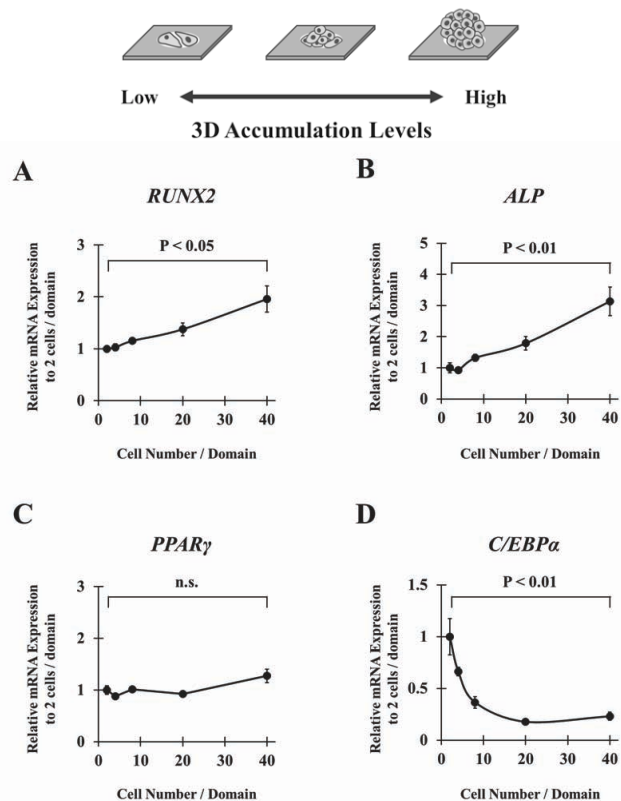 Low High
3D Accumulation Levels
A
RUNX2
Relative mRNA Expression
to 2 cells / domain
3
2
1
0
P < 0.05
0 10 20 30 40
Cell Number / Domain
B
ALP
Relative mRNA Expression
to 2 cells / domain
5
4
3
2
1
0
P < 0.01
0 10 20 30 40
Cell Number / Domain
C
PPARγ
Relative mRNA Expression
to 2 cells / domain
3
2
1
0
n.s.
0 10 20 30 40
Cell Number / Domain
D
C/EBPα
Relative mRNA Expression
to 2 cells / domain
1.5
1
0.5
0
P < 0.01
0 10 20 30 40
Cell Number / Domain